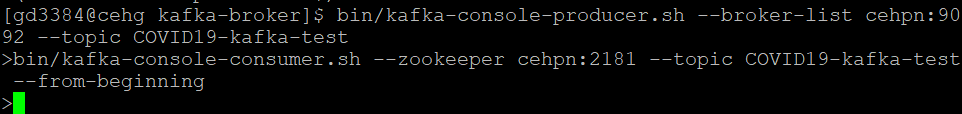 [gd3384@cehg kafka-broker]$ bin/kafka-console-producer.sh --broker-list cehpn:90
92 --topic COVID19-kafka-test
>bin/kafka-console-consumer.sh --zookeeper cehpn:2181 --topic COVID19-kafka-test
 --from-beginning
>